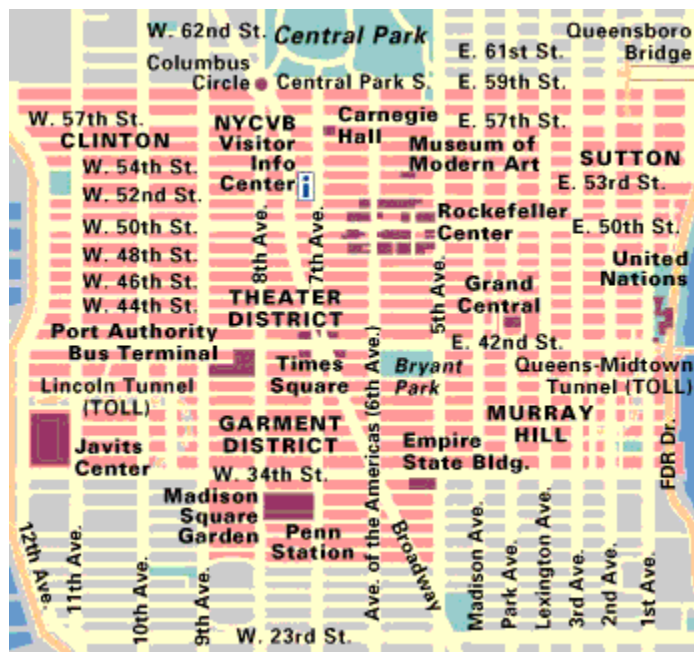 W. 62nd St.
Central Park
Queensboro
Bridge
E. 61st St.
Columbus
Circle
Central Park S.
E. 59th St.
W. 57th St.
CLINTON
NYCVB
Visitor
Info
Center
i
Carnegie
Hall
E. 57th St.
Museum of
Modern Art
SUTTON
W. 54th St.
E. 53rd St.
W. 52nd St.
W. 50th St.
Rockefeller
Center
E. 50th St.
W. 48th St.
8th Ave.
7th Ave.
5th Ave.
United
Nations
W. 46th St.
W. 44th St.
THEATER
DISTRICT
Grand
Central
Port Authority
Bus Terminal
E. 42nd St.
Times
Square
Bryant
Park
Queens-Midtown
Tunnel (TOLL)
Lincoln Tunnel
(TOLL)
GARMENT
DISTRICT
MURRAY
HILL
Javits
Center
Empire
State Bldg.
FDR Dr.
W. 34th St.
Madison
Square
Garden
Penn
Station
Ave. of the Americas (6th Ave.)
Broadway
12th Ave.
11th Ave.
10th Ave.
9th Ave.
Madison Ave.
Park Ave.
Lexington Ave.
3rd Ave.
2nd Ave.
1st Ave.
W. 23rd St.